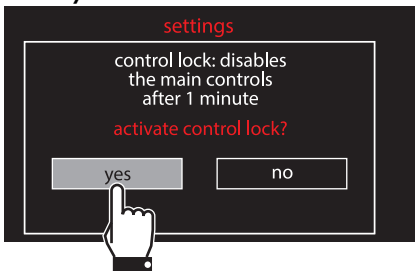 settings
control lock: disables
the main controls
after 1 minute
activate control lock?
yes no